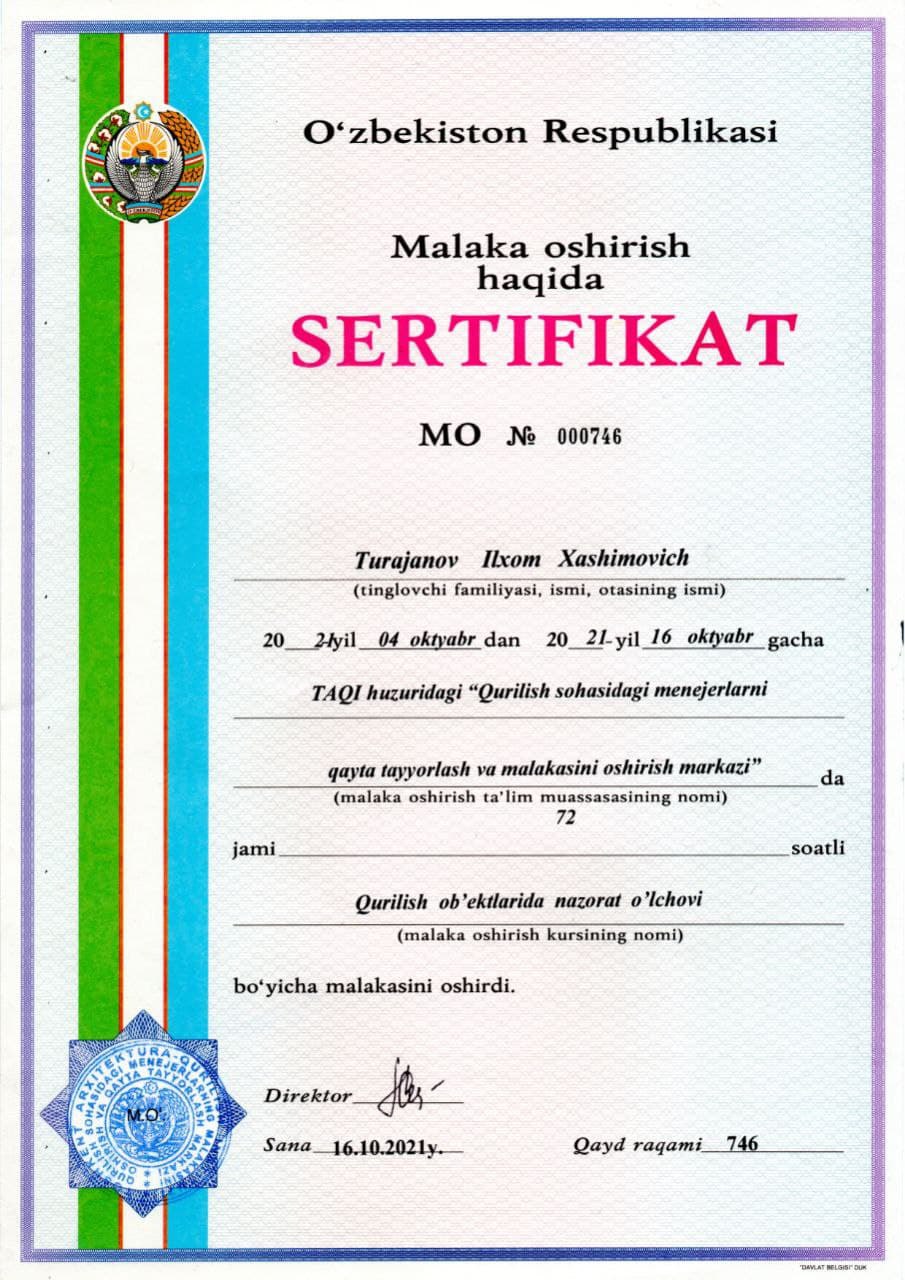 O‘zbekiston Respublikasi
Malaka oshirish
haqida
SERTIFIKAT
MO № 000746
Turajanov Ilxom Xashimovich
(tinglovchi familiyasi, ismi, otasining ismi)
20 21-yil 04 oktyabr dan 20 21- yil 16 oktyabr gacha
TAQI huzuridagi “Qurilish sohasidagi menejerlarni
qayta tayyorlash va malakasini oshirish markazi” da
(malaka oshirish ta’lim muassasasining nomi)
72
jami soatli
Qurilish ob’ektlarida nazorat o’lchovi
(malaka oshirish kursining nomi)
bo‘yicha malakasini oshirdi.
Direktor
M.O‘.
Sana 16.10.2021y. Qayd raqami 746
"DAVLAT BELGISI" DUK